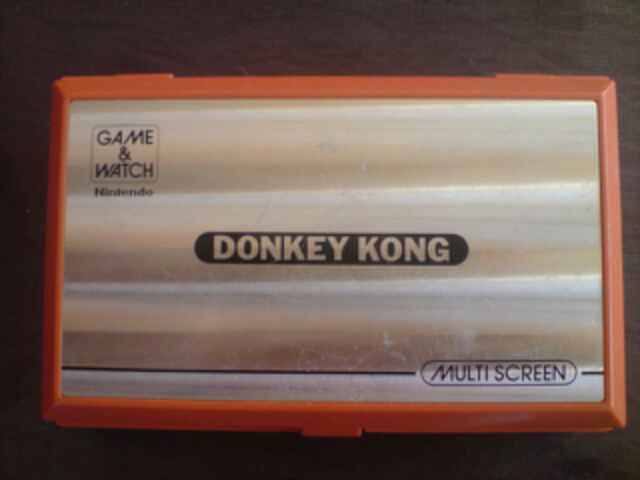 GAME
&
WATCH
Nintendo
DONKEY KONG
MULTI SCREEN